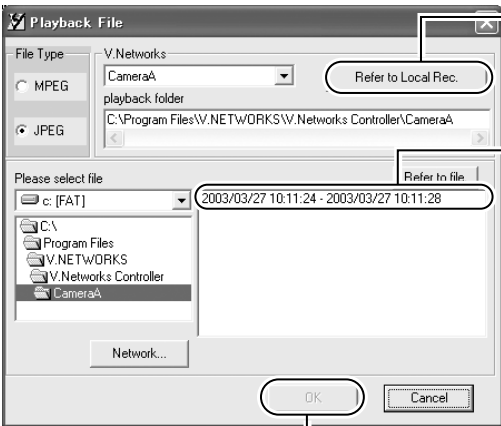 Playback File
File Type
MPEG
JPEG
V.Networks
CameraA
Refer to Local Rec.
playback folder
C:\Program Files\V.NETWORKS\V.Networks Controller\CameraA
Please select file
Refer to file
c: [FAT]
2003/03/27 10:11:24 - 2003/03/27 10:11:28
C:\
Program Files
V.NETWORKS
V.Networks Controller
CameraA
Network...
OK
Cancel